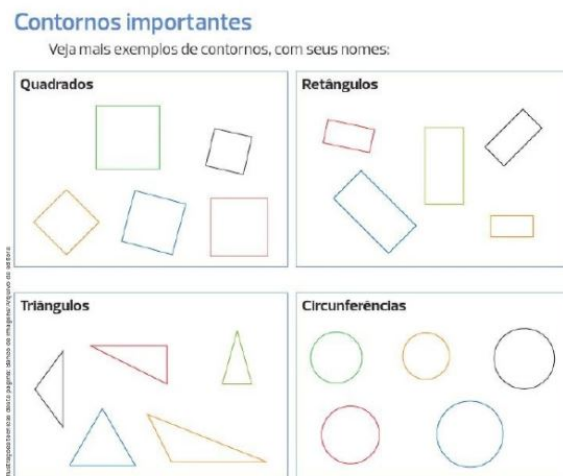 Contornos importantes
Veja mais exemplos de contornos, com seus nomes:
Quadrados
Retângulos
Triângulos
Circunferências